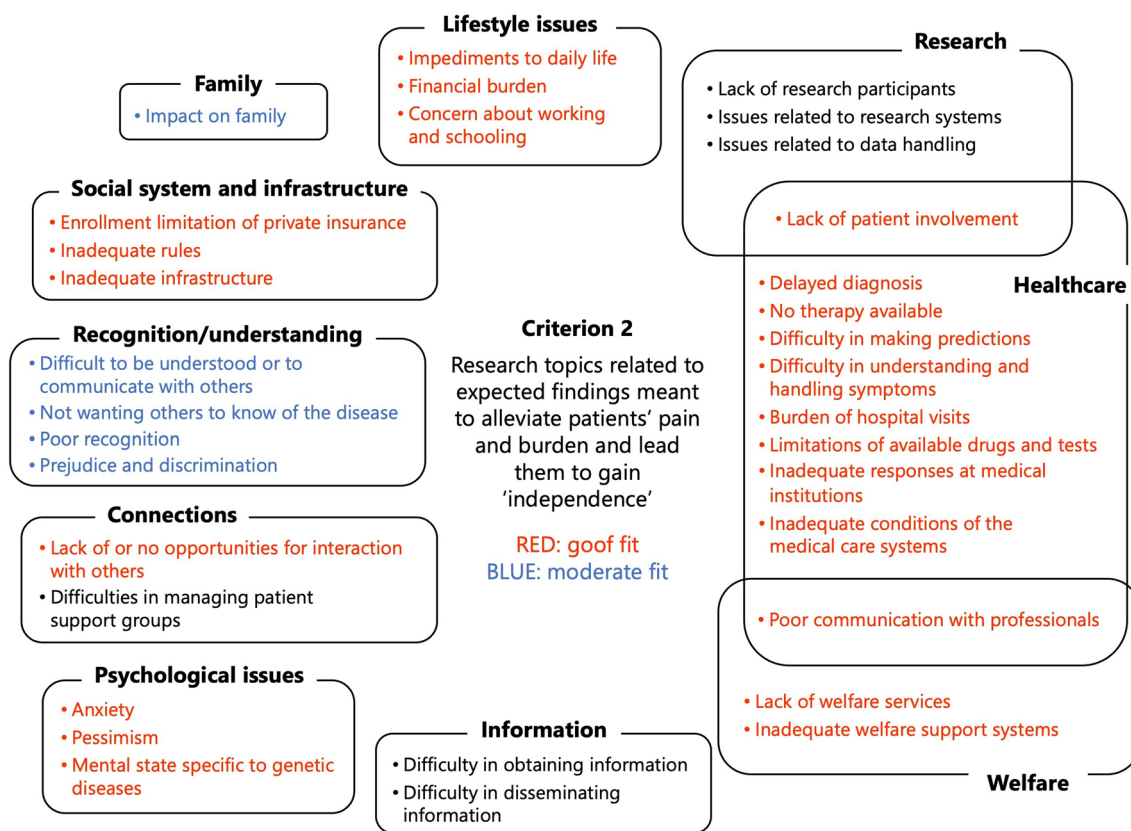 Lifestyle issues
• Impediments to daily life
• Financial burden
• Concern about working
and schooling
Family
• Impact on family
Research
• Lack of research participants
• Issues related to research systems
• Issues related to data handling
• Lack of patient involvement
Social system and infrastructure
• Enrollment limitation of private insurance
• Inadequate rules
• Inadequate infrastructure
Healthcare
• Delayed diagnosis
• No therapy available
• Difficulty in making predictions
• Difficulty in understanding and
handling symptoms
• Burden of hospital visits
• Limitations of available drugs and tests
• Inadequate responses at medical
institutions
• Inadequate conditions of the
medical care systems
Recognition/understanding
• Difficult to be understood or to
communicate with others
• Not wanting others to know of the disease
• Poor recognition
• Prejudice and discrimination
Criterion 2
Research topics related to
expected findings meant
to alleviate patients’ pain
and burden and lead
them to gain
‘independence’
RED: goof fit
BLUE: moderate fit
Connections
• Lack of or no opportunities for interaction
with others
• Difficulties in managing patient
support groups
• Poor communication with professionals
Psychological issues
• Anxiety
• Pessimism
• Mental state specific to genetic
diseases
Information
• Difficulty in obtaining information
• Difficulty in disseminating
information
• Lack of welfare services
• Inadequate welfare support systems
Welfare